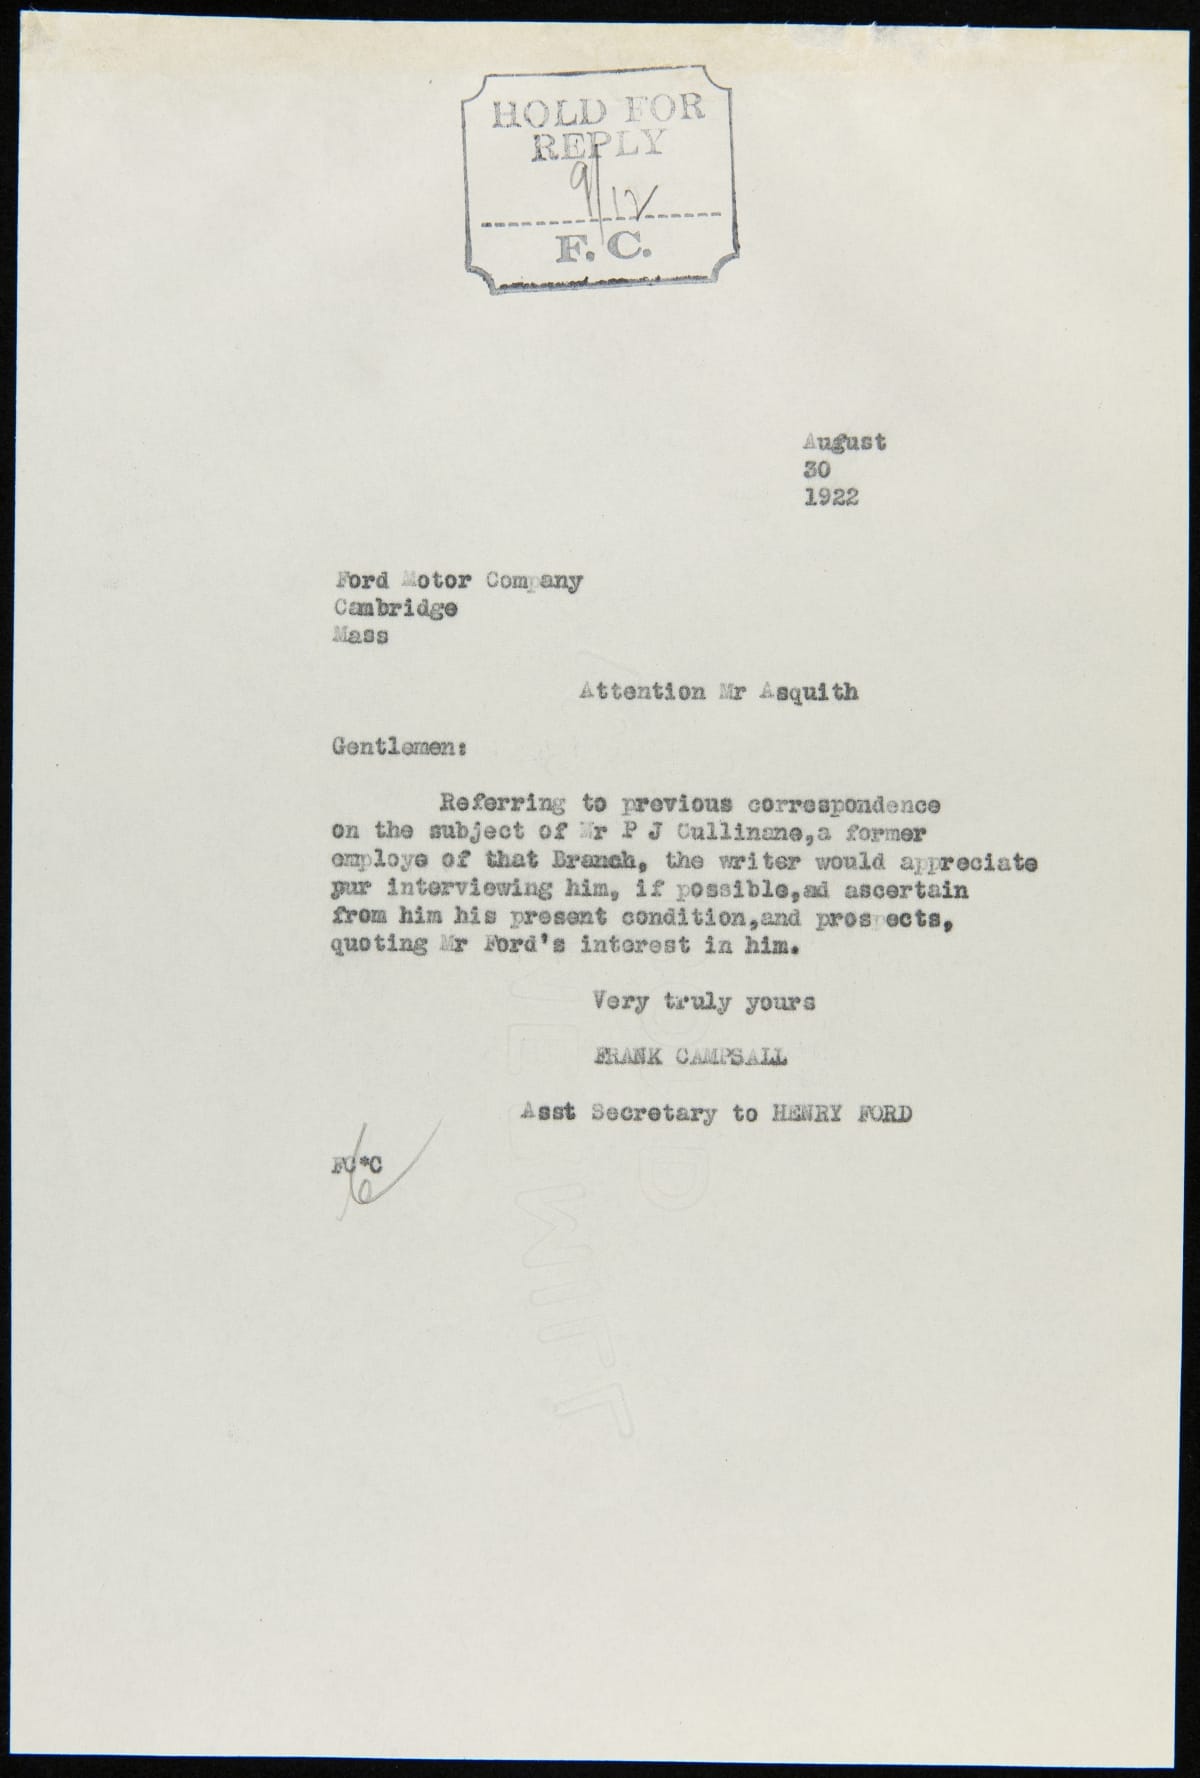 HOLD FOR
REPLY
9/12
F. C.
August
30
1922
Ford Motor Company
Cambridge
Mass
Attention Mr Asquith
Gentlemen:
Referring to previous correspondence
on the subject of Mr P J Cullinane,a former
employe of that Branch, the writer would appreciate
pur interviewing him, if possible,ad ascertain
from him his present condition,and prospects,
quoting Mr Ford's interest in him.
Very truly yours
FRANK CAMPSALL
Asst Secretary to HENRY FORD
FC*C